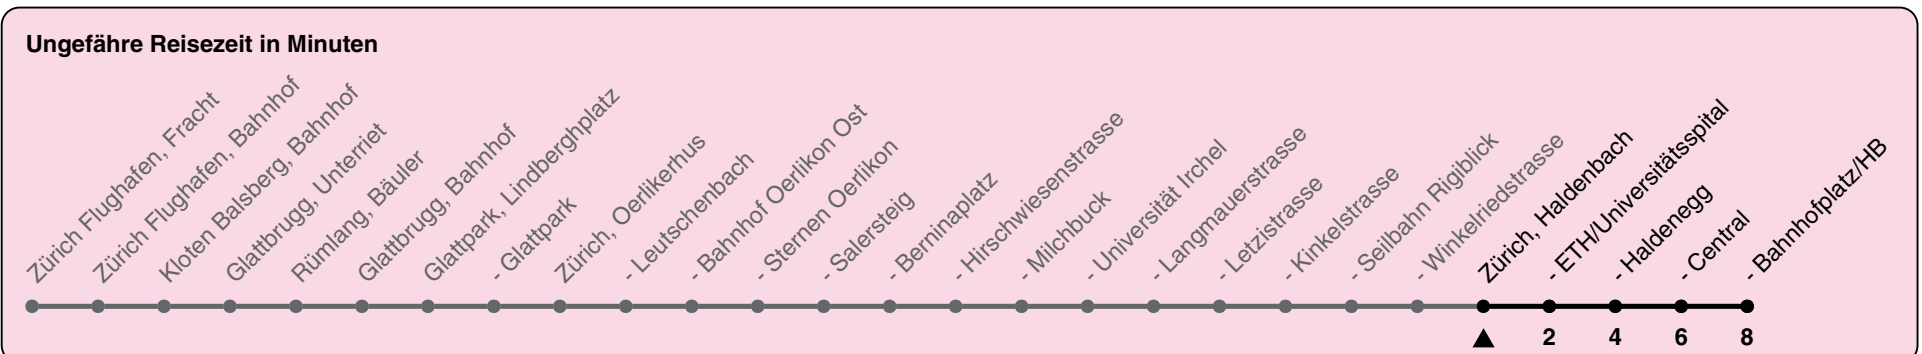 Ungefähre Reisezeit in Minuten
Zürich Flughafen, Fracht
Zürich Flughafen, Bahnhof
Kloten Balsberg, Bahnhof
Glattbrugg, Unterriet
Rümlang, Bäuler
Glattbrugg, Bahnhof
Glattpark, Lindberghplatz
- Glattpark
Zürich, Oerlikerhus
- Leutschenbach
- Bahnhof Oerlikon Ost
- Sternen Oerlikon
- Salersteig
- Berninaplatz
- Hirschwiesenstrasse
- Milchbuck
- Universität Irchel
- Langmauerstrasse
- Letzistrasse
- Kinkelstrasse
- Seilbahn Rigiblick
- Winkelriedstrasse
Zürich, Haldenbach
- ETH/Universitätsspital
- Haldenegg
- Central
- Bahnhofplatz/HB
▲ 2 4 6 8